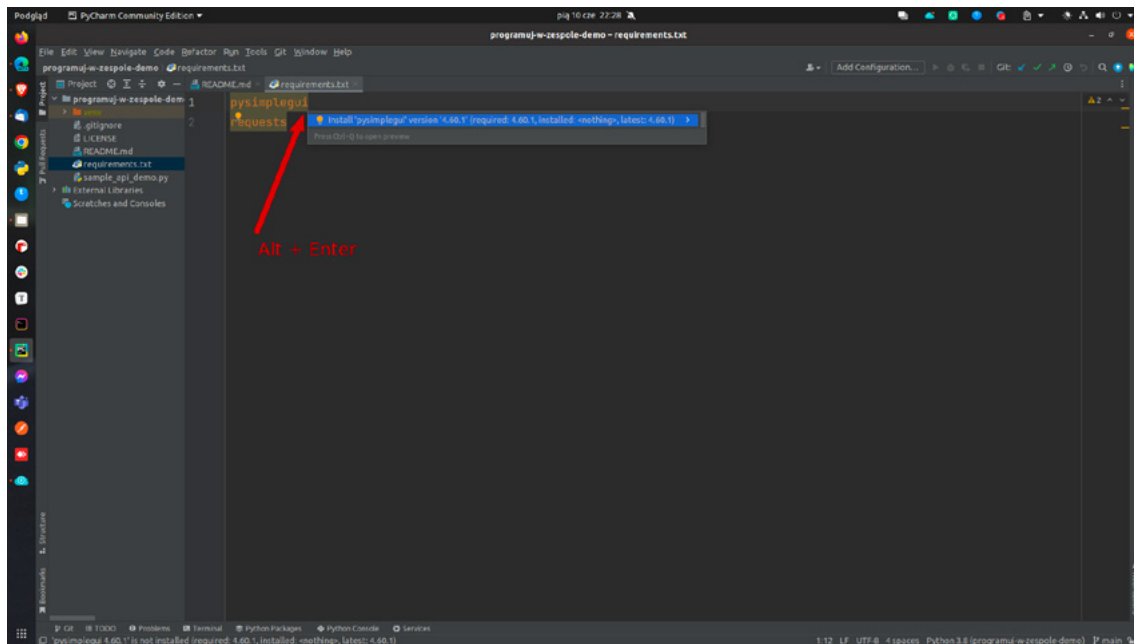 Podgląd PyCharm Community Edition pią 10 cze 22:28
programuj-w-zespole-demo – requirements.txt
File Edit View Navigate Code Refactor Run Tools Git Window Help
programuj-w-zespole-demo requirements.txt Add Configuration... Git:
Project README.md requirements.txt
Project
programuj-w-zespole-dem
venv
.gitignore
LICENSE
README.md
requirements.txt
sample_api_demo.py
External Libraries
Scratches and Consoles
Pull Requests
1 pysimplegui
2 requests
2
Install 'pysimplegui' version '4.60.1' (required: 4.60.1, installed: <nothing>, latest: 4.60.1)
Press Ctrl+Q to open preview
Alt + Enter
Structure
Bookmarks
Git TODO Problems Terminal Python Packages Python Console Services
'pysimplegui 4.60.1' is not installed (required: 4.60.1, installed: <nothing>, latest: 4.60.1) 1:12 LF UTF-8 4 spaces Python 3.8 (programuj-w-zespole-demo) main